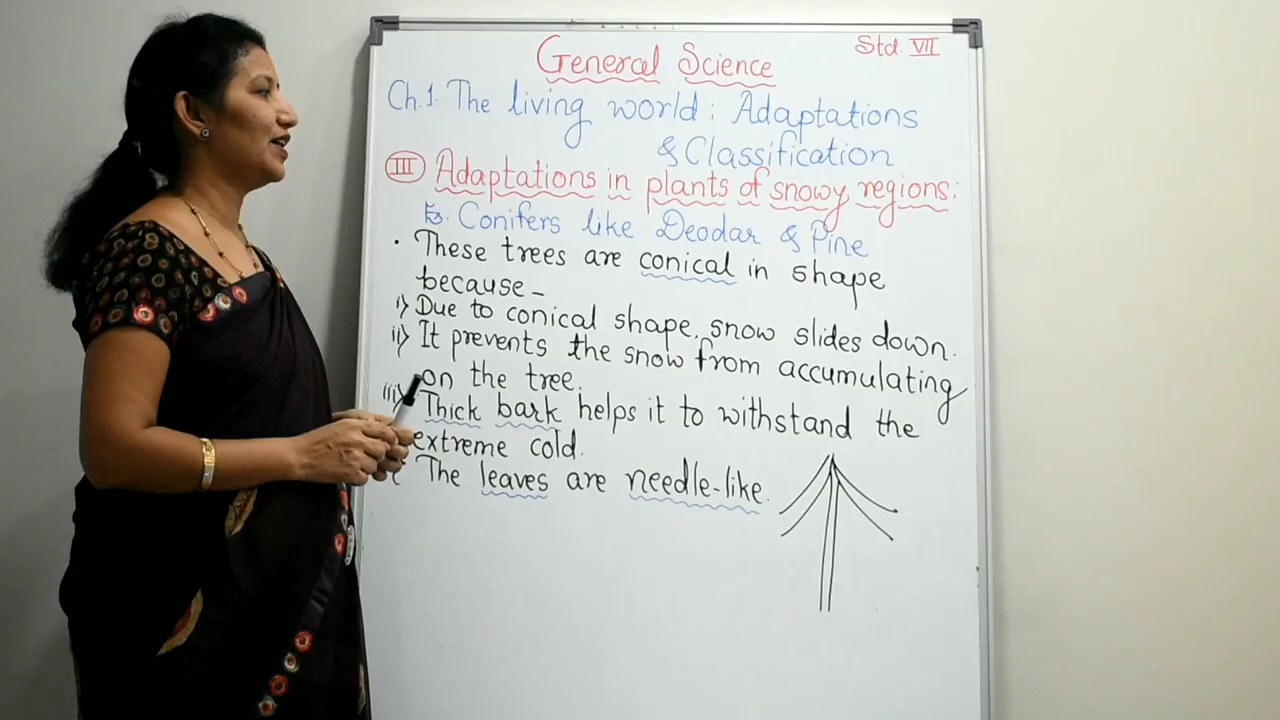 General Science
Std. VII
Ch.1. The living world: Adaptations
& Classification
III Adaptations in plants of snowy regions:
Ex. Conifers like Deodar & Pine
• These trees are conical in shape
because -
i) Due to conical shape, snow slides down.
ii) It prevents the snow from accumulating
on the tree.
iii) Thick bark helps it to withstand the
extreme cold.
The leaves are needle-like.